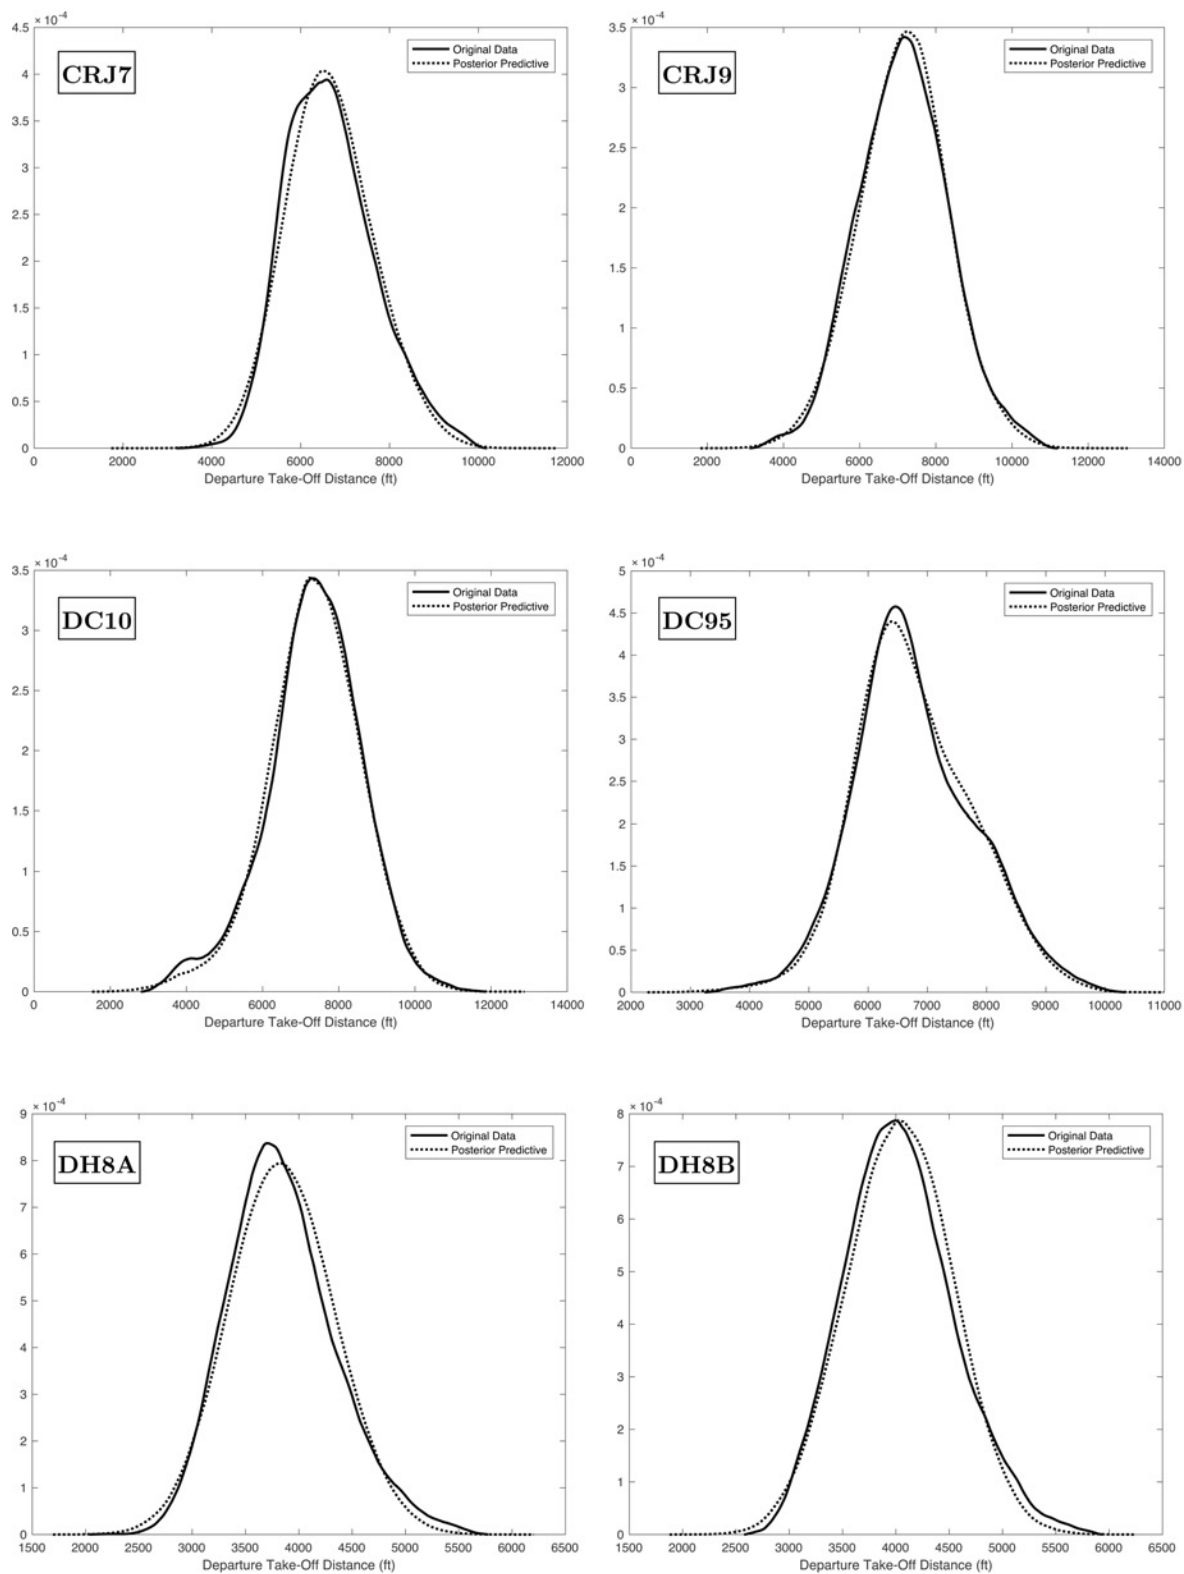 × 10⁻⁴
4.5
4
3.5
3
2.5
2
1.5
1
0.5
0
CRJ7
Original Data
Posterior Predictive
0 2000 4000 6000 8000 10000 12000
Departure Take-Off Distance (ft)
× 10⁻⁴
3.5
3
2.5
2
1.5
1
0.5
0
CRJ9
Original Data
Posterior Predictive
0 2000 4000 6000 8000 10000 12000 14000
Departure Take-Off Distance (ft)
× 10⁻⁴
3.5
3
2.5
2
1.5
1
0.5
0
DC10
Original Data
Posterior Predictive
0 2000 4000 6000 8000 10000 12000 14000
Departure Take-Off Distance (ft)
× 10⁻⁴
5
4.5
4
3.5
3
2.5
2
1.5
1
0.5
0
DC95
Original Data
Posterior Predictive
2000 3000 4000 5000 6000 7000 8000 9000 10000 11000
Departure Take-Off Distance (ft)
× 10⁻⁴
9
8
7
6
5
4
3
2
1
0
DH8A
Original Data
Posterior Predictive
1500 2000 2500 3000 3500 4000 4500 5000 5500 6000 6500
Departure Take-Off Distance (ft)
× 10⁻⁴
8
7
6
5
4
3
2
1
0
DH8B
Original Data
Posterior Predictive
1500 2000 2500 3000 3500 4000 4500 5000 5500 6000 6500
Departure Take-Off Distance (ft)